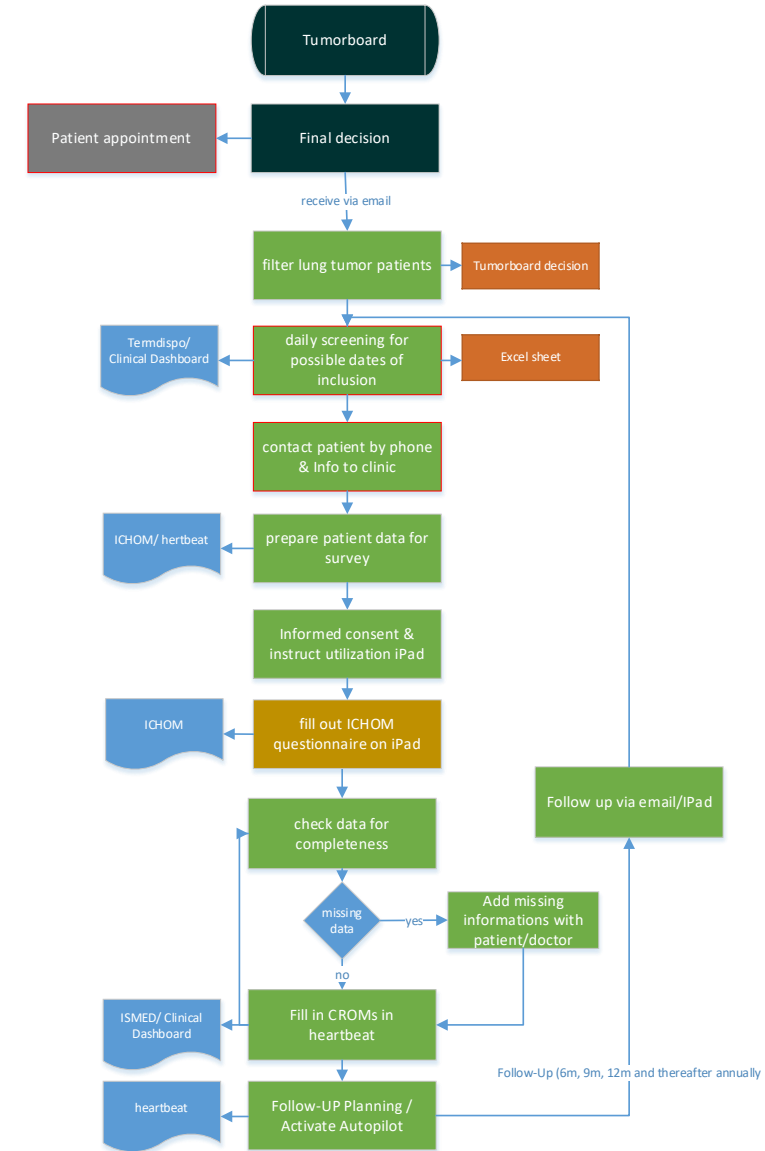 Tumorboard
Patient appointment
Final decision
receive via email
filter lung tumor patients
Tumorboard decision
Termdispo/
Clinical Dashboard
daily screening for
possible dates of
inclusion
Excel sheet
contact patient by phone
& Info to clinic
ICHOM/ hertbeat
prepare patient data for
survey
Informed consent &
instruct utilization iPad
ICHOM
fill out ICHOM
questionnaire on iPad
Follow up via email/IPad
check data for
completeness
missing
data
yes
Add missing
informations with
patient/doctor
no
ISMED/ Clinical
Dashboard
Fill in CROMs in
heartbeat
Follow-Up (6m, 9m, 12m and thereafter annually
heartbeat
Follow-UP Planning /
Activate Autopilot